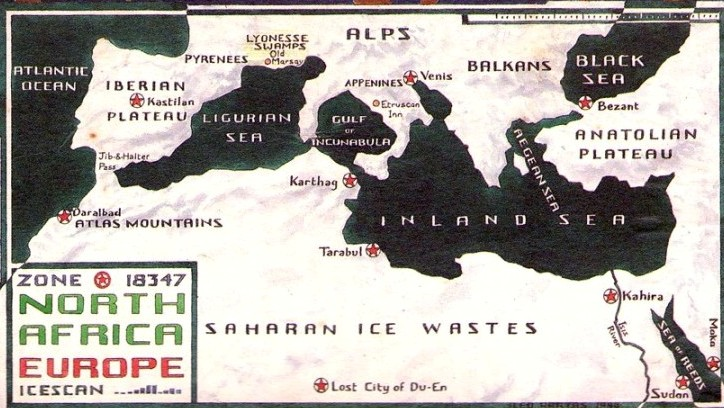 LYONESSE
SWAMPS
Old
Marsay
ALPS
PYRENEES
ATLANTIC
OCEAN
IBERIAN
PLATEAU
Kastilan
APPENINES
Venis
BALKANS
BLACK
SEA
Etruscan
Inn
Bezant
LIGURIAN
SEA
GULF
OF
INCUNABULA
ANATOLIAN
PLATEAU
AEGEAN SEA
Jib & Halter
Pass
Karthag
Daralbad
ATLAS MOUNTAINS
INLAND SEA
Tarabul
ZONE 18347
NORTH
AFRICA
EUROPE
ICESCAN
SAHARAN ICE WASTES
Kahira
Isis
River
SEA OF REEDS
Moka
Lost City of Du-En
Sudan